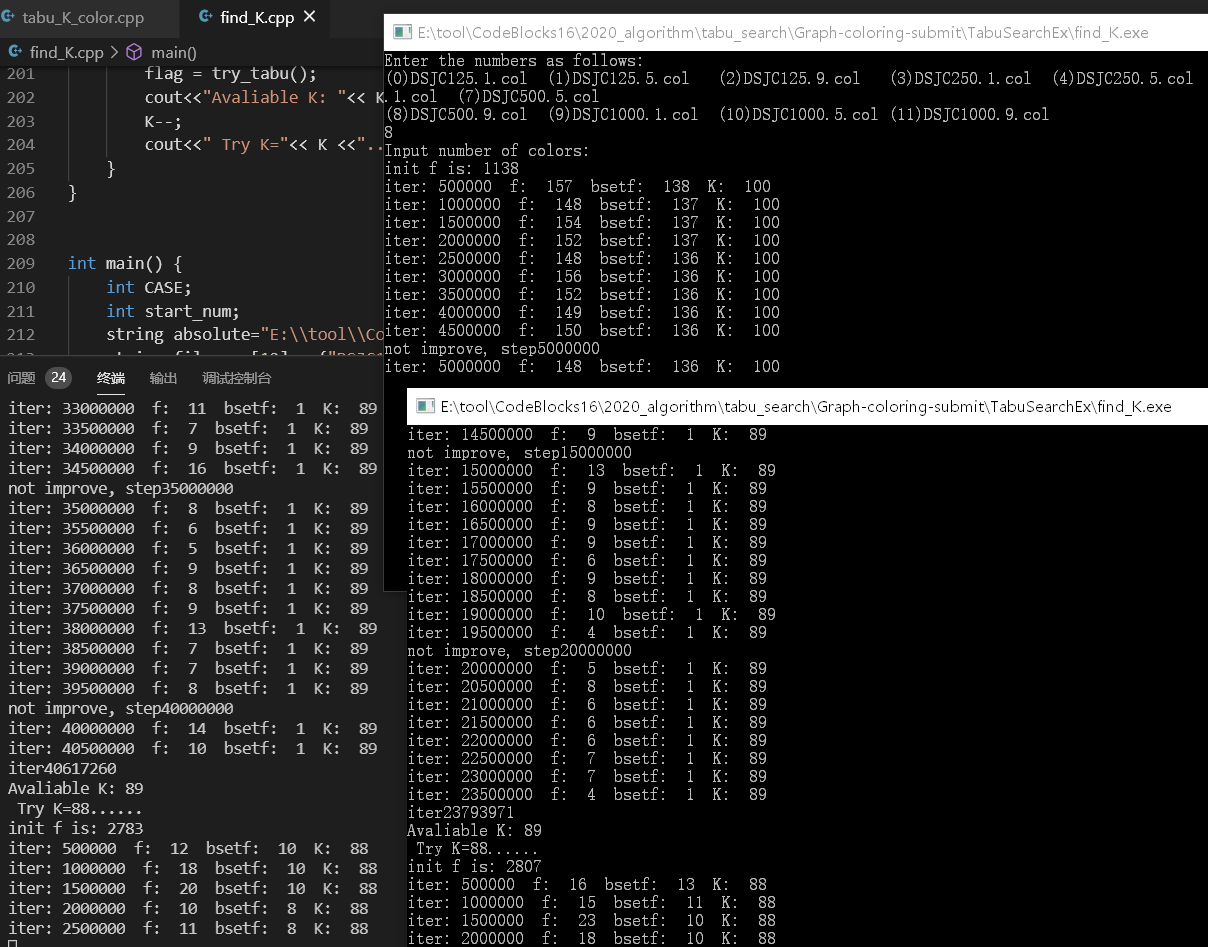 tabu_K_color.cpp
find_K.cpp
find_K.cpp > main()
201 flag = try_tabu();
202 cout<<"Avaliable K: "<< K
203 K--;
204 cout<<" Try K="<< K <<"..
205 }
206 }
207
208
209 int main() {
210 int CASE;
211 int start_num;
212 string absolute="E:\\tool\\Co
问题 24 终端 输出 调试控制台
iter: 33000000 f: 11 bsetf: 1 K: 89
iter: 33500000 f: 7 bsetf: 1 K: 89
iter: 34000000 f: 9 bsetf: 1 K: 89
iter: 34500000 f: 16 bsetf: 1 K: 89
not improve, step35000000
iter: 35000000 f: 8 bsetf: 1 K: 89
iter: 35500000 f: 6 bsetf: 1 K: 89
iter: 36000000 f: 5 bsetf: 1 K: 89
iter: 36500000 f: 9 bsetf: 1 K: 89
iter: 37000000 f: 8 bsetf: 1 K: 89
iter: 37500000 f: 9 bsetf: 1 K: 89
iter: 38000000 f: 13 bsetf: 1 K: 89
iter: 38500000 f: 7 bsetf: 1 K: 89
iter: 39000000 f: 7 bsetf: 1 K: 89
iter: 39500000 f: 8 bsetf: 1 K: 89
not improve, step40000000
iter: 40000000 f: 14 bsetf: 1 K: 89
iter: 40500000 f: 10 bsetf: 1 K: 89
iter40617260
Avaliable K: 89
Try K=88......
init f is: 2783
iter: 500000 f: 12 bsetf: 10 K: 88
iter: 1000000 f: 18 bsetf: 10 K: 88
iter: 1500000 f: 20 bsetf: 10 K: 88
iter: 2000000 f: 10 bsetf: 8 K: 88
iter: 2500000 f: 11 bsetf: 8 K: 88
E:\tool\CodeBlocks16\2020_algorithm\tabu_search\Graph-coloring-submit\TabuSearchEx\find_K.exe
Enter the numbers as follows:
(0)DSJC125.1.col (1)DSJC125.5.col (2)DSJC125.9.col (3)DSJC250.1.col (4)DSJC250.5.col
.1.col (7)DSJC500.5.col
(8)DSJC500.9.col (9)DSJC1000.1.col (10)DSJC1000.5.col (11)DSJC1000.9.col
8
Input number of colors:
init f is: 1138
iter: 500000 f: 157 bsetf: 138 K: 100
iter: 1000000 f: 148 bsetf: 137 K: 100
iter: 1500000 f: 154 bsetf: 137 K: 100
iter: 2000000 f: 152 bsetf: 137 K: 100
iter: 2500000 f: 148 bsetf: 136 K: 100
iter: 3000000 f: 156 bsetf: 136 K: 100
iter: 3500000 f: 152 bsetf: 136 K: 100
iter: 4000000 f: 149 bsetf: 136 K: 100
iter: 4500000 f: 150 bsetf: 136 K: 100
not improve, step5000000
iter: 5000000 f: 148 bsetf: 136 K: 100
E:\tool\CodeBlocks16\2020_algorithm\tabu_search\Graph-coloring-submit\TabuSearchEx\find_K.exe
iter: 14500000 f: 9 bsetf: 1 K: 89
not improve, step15000000
iter: 15000000 f: 13 bsetf: 1 K: 89
iter: 15500000 f: 9 bsetf: 1 K: 89
iter: 16000000 f: 8 bsetf: 1 K: 89
iter: 16500000 f: 9 bsetf: 1 K: 89
iter: 17000000 f: 9 bsetf: 1 K: 89
iter: 17500000 f: 6 bsetf: 1 K: 89
iter: 18000000 f: 9 bsetf: 1 K: 89
iter: 18500000 f: 8 bsetf: 1 K: 89
iter: 19000000 f: 10 bsetf: 1 K: 89
iter: 19500000 f: 4 bsetf: 1 K: 89
not improve, step20000000
iter: 20000000 f: 5 bsetf: 1 K: 89
iter: 20500000 f: 8 bsetf: 1 K: 89
iter: 21000000 f: 6 bsetf: 1 K: 89
iter: 21500000 f: 6 bsetf: 1 K: 89
iter: 22000000 f: 6 bsetf: 1 K: 89
iter: 22500000 f: 7 bsetf: 1 K: 89
iter: 23000000 f: 7 bsetf: 1 K: 89
iter: 23500000 f: 4 bsetf: 1 K: 89
iter23793971
Avaliable K: 89
Try K=88......
init f is: 2807
iter: 500000 f: 16 bsetf: 13 K: 88
iter: 1000000 f: 15 bsetf: 11 K: 88
iter: 1500000 f: 23 bsetf: 10 K: 88
iter: 2000000 f: 18 bsetf: 10 K: 88